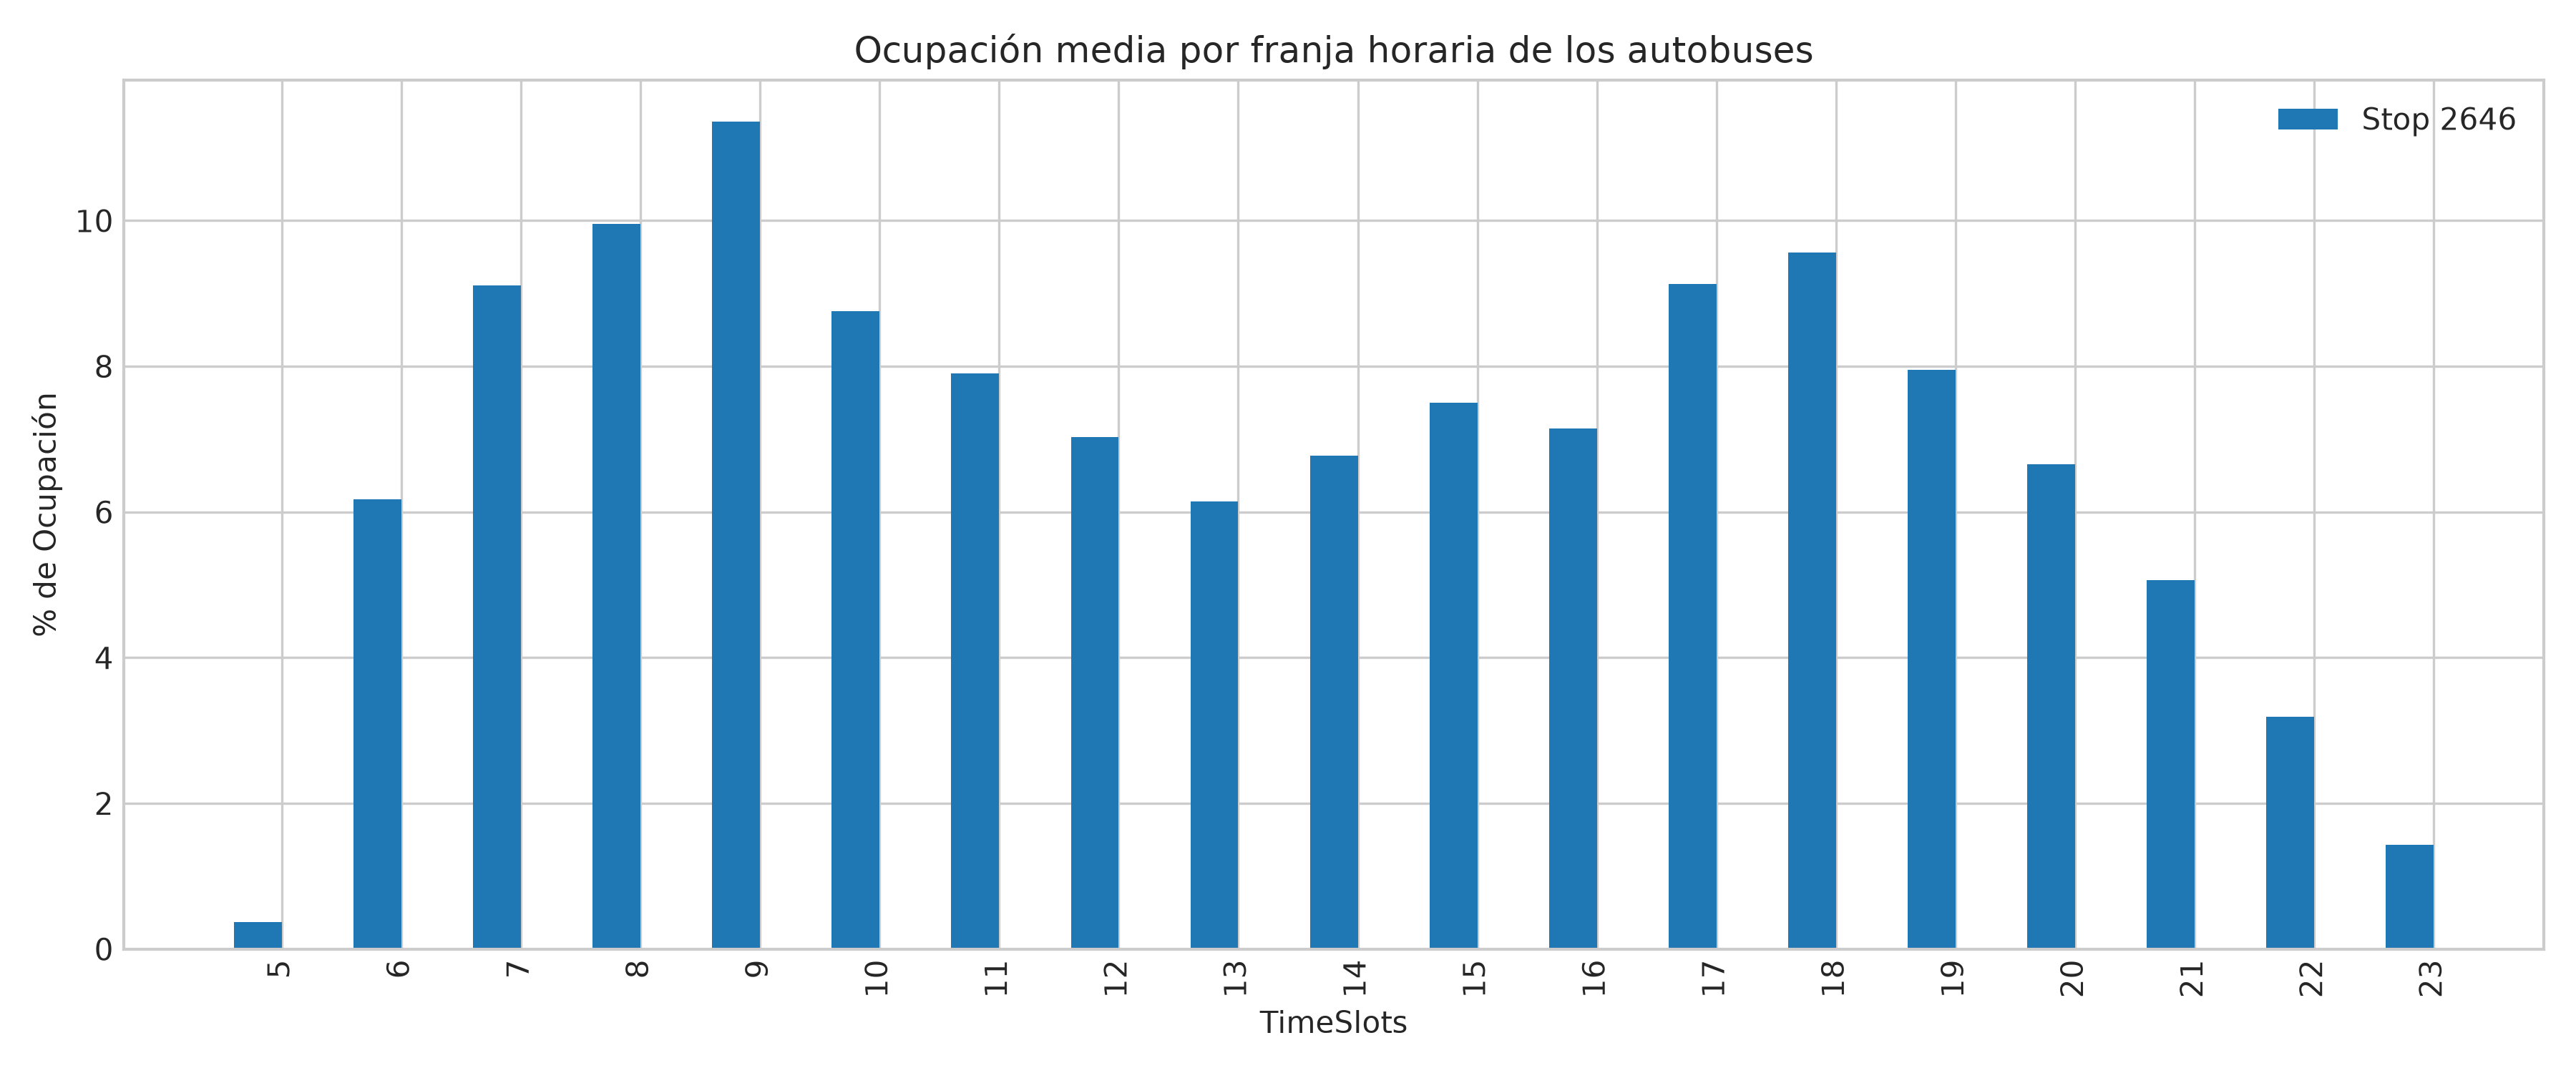 Ocupación media por franja horaria de los autobuses
Stop 2646
% de Ocupación
10
8
6
4
2
0
5 6 7 8 9 10 11 12 13 14 15 16 17 18 19 20 21 22 23
TimeSlots